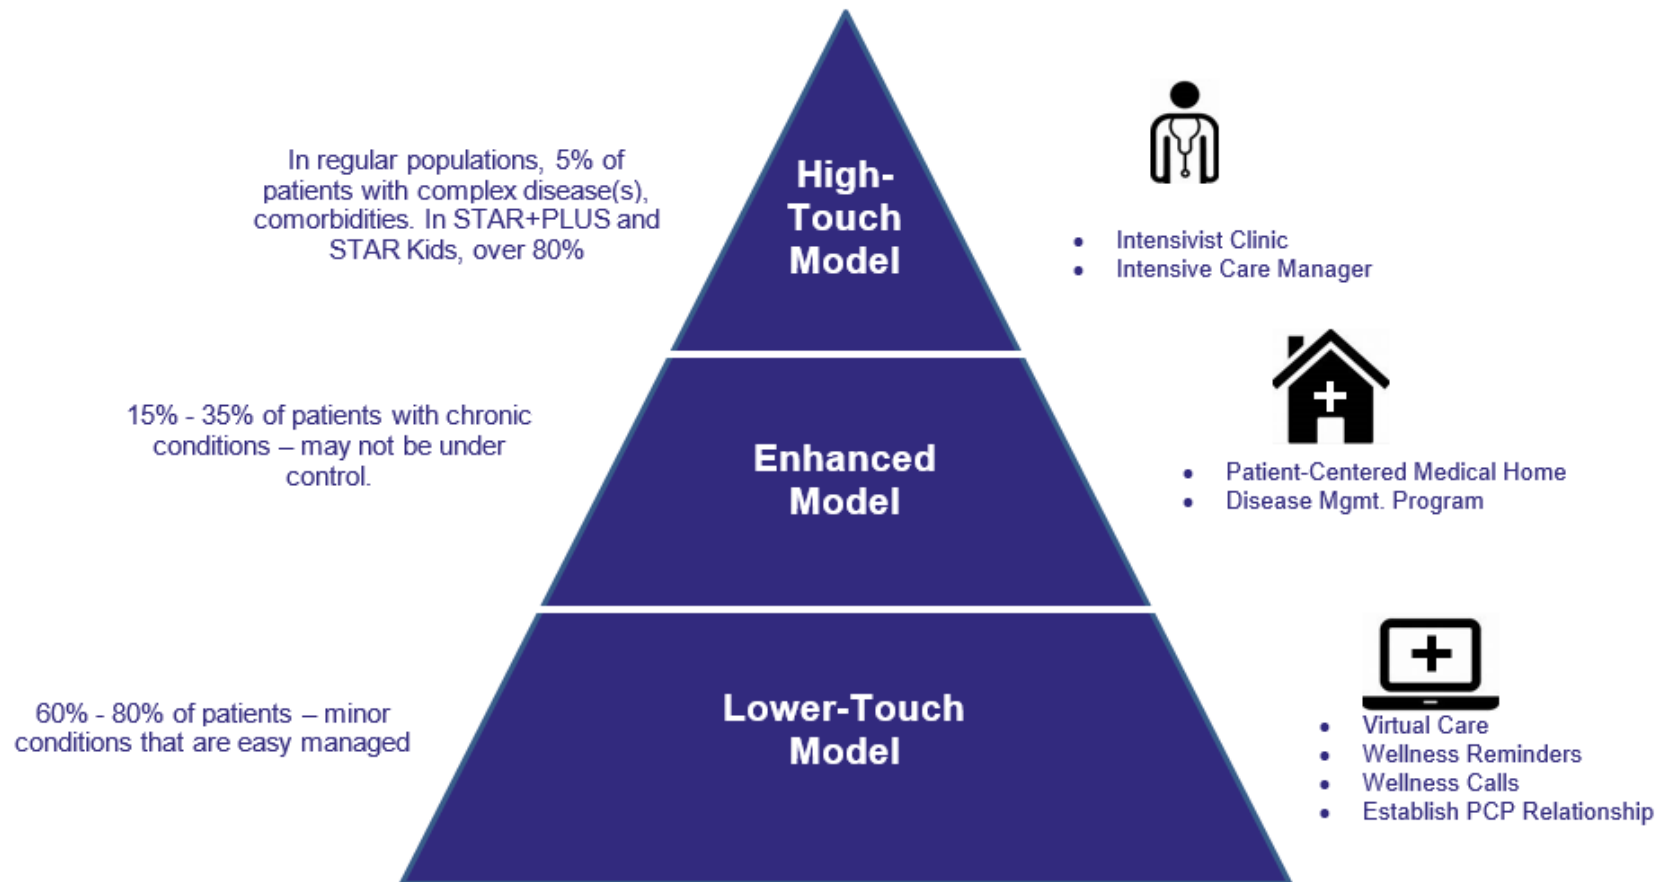 In regular populations, 5% of
patients with complex disease(s),
comorbidities. In STAR+PLUS and
STAR Kids, over 80%
High-
Touch
Model
• Intensivist Clinic
• Intensive Care Manager
15% - 35% of patients with chronic
conditions – may not be under
control.
Enhanced
Model
• Patient-Centered Medical Home
• Disease Mgmt. Program
60% - 80% of patients – minor
conditions that are easy managed
Lower-Touch
Model
• Virtual Care
• Wellness Reminders
• Wellness Calls
• Establish PCP Relationship